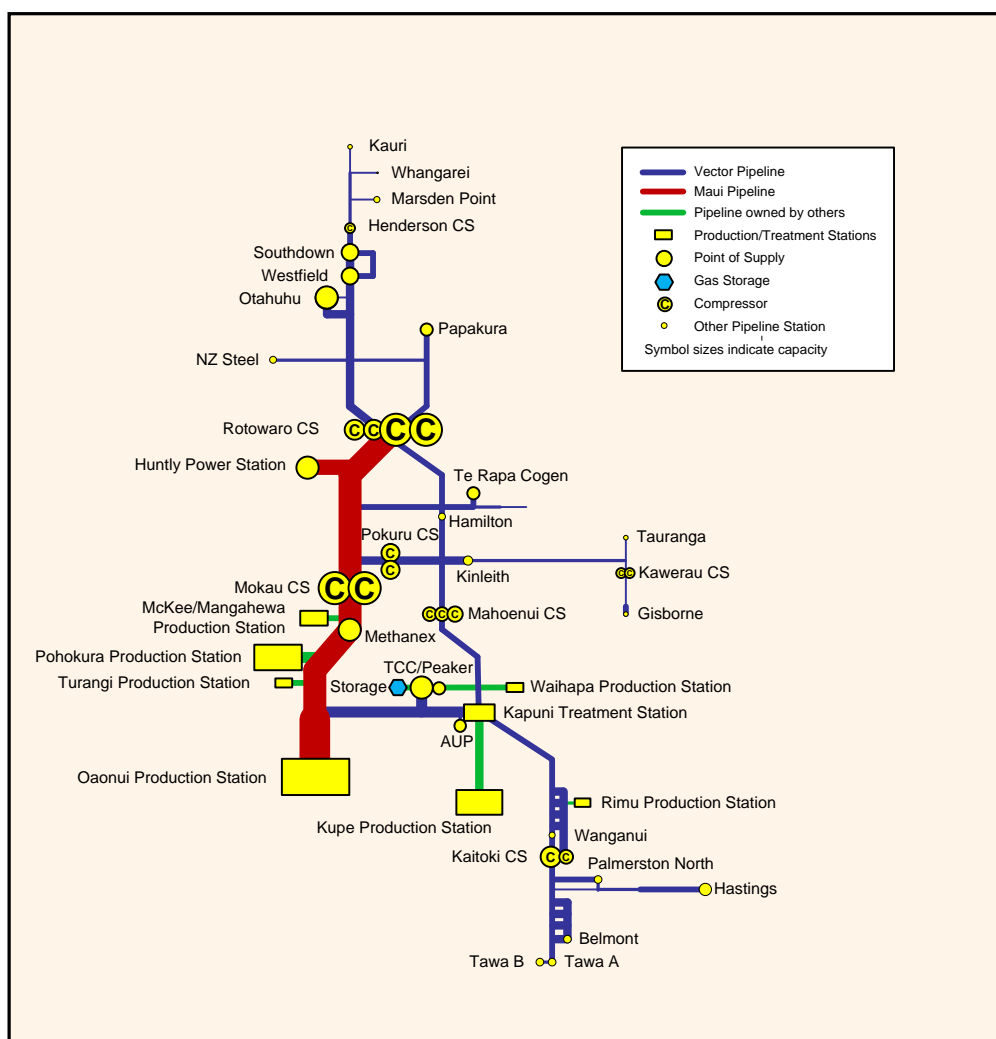 Kauri
Whangarei
Marsden Point
Henderson CS
Southdown
Westfield
Otahuhu
Papakura
NZ Steel
Vector Pipeline
Maui Pipeline
Pipeline owned by others
Production/Treatment Stations
Point of Supply
Gas Storage
C Compressor
Other Pipeline Station
Symbol sizes indicate capacity
Rotowaro CS
C C C C
Huntly Power Station
Te Rapa Cogen
Hamilton
Pokuru CS
C
C
Kinleith
Tauranga
C C Kawerau CS
Gisborne
Mokau CS
C C
McKee/Mangahewa
Production Station
C C C Mahoenui CS
Methanex
Pohokura Production Station
Turangi Production Station
TCC/Peaker
Storage
Waihapa Production Station
Kapuni Treatment Station
AUP
Oaonui Production Station
Kupe Production Station
Rimu Production Station
Wanganui
Kaitoki CS
C C
Palmerston North
Hastings
Belmont
Tawa B
Tawa A